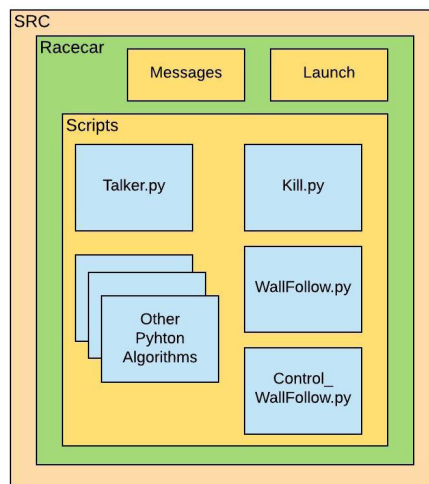 SRC
Racecar
Messages
Launch
Scripts
Talker.py
Kill.py
WallFollow.py
Other
Pyhton
Algorithms
Control_
WallFollow.py